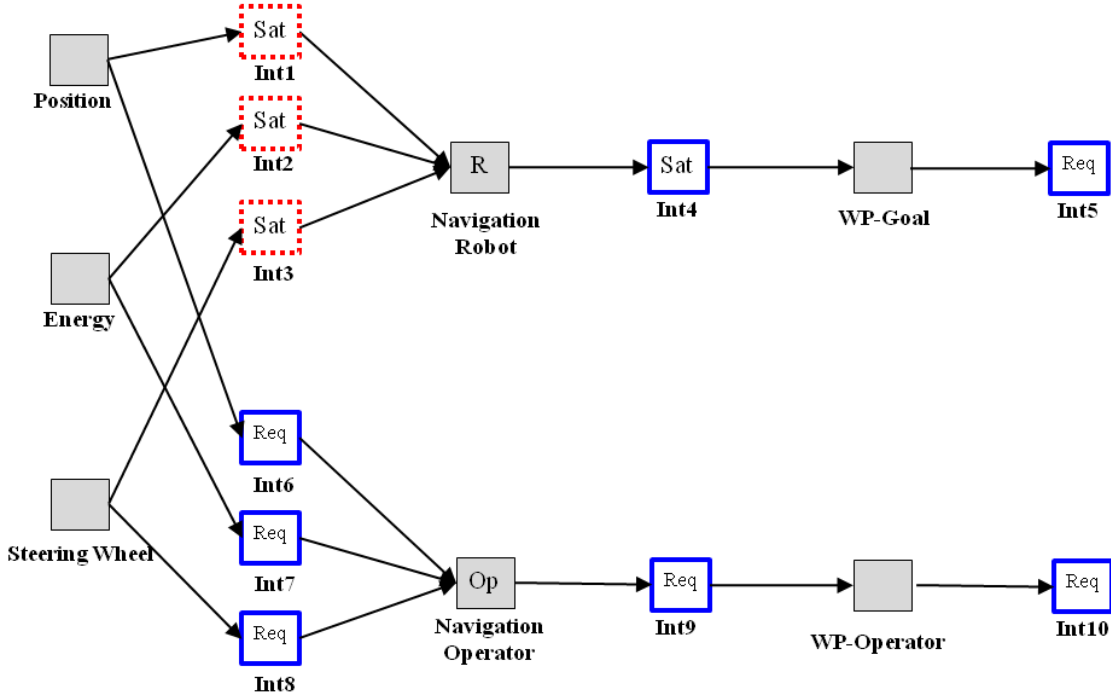 Sat
Int1
Position
Sat
Int2
R
Sat
Req
Navigation
Robot
Int4
WP-Goal
Int5
Sat
Int3
Energy
Req
Int6
Steering Wheel
Req
Int7
Op
Req
Req
Navigation
Operator
Int9
WP-Operator
Int10
Req
Int8